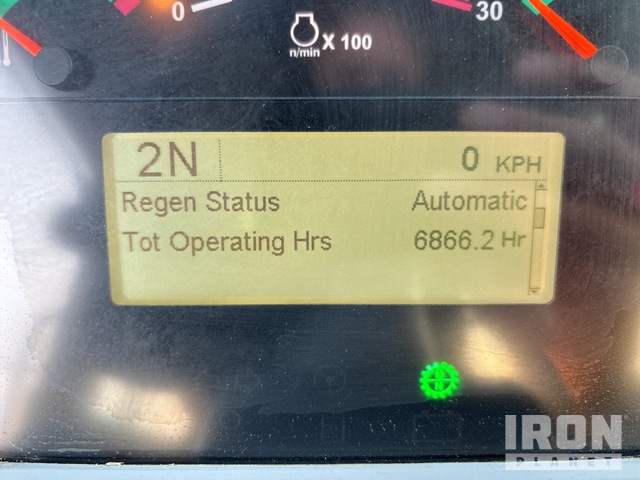 0 30
n/min X 100
2N 0 KPH
Regen Status Automatic
Tot Operating Hrs 6866.2 Hr
IRON
PLANET